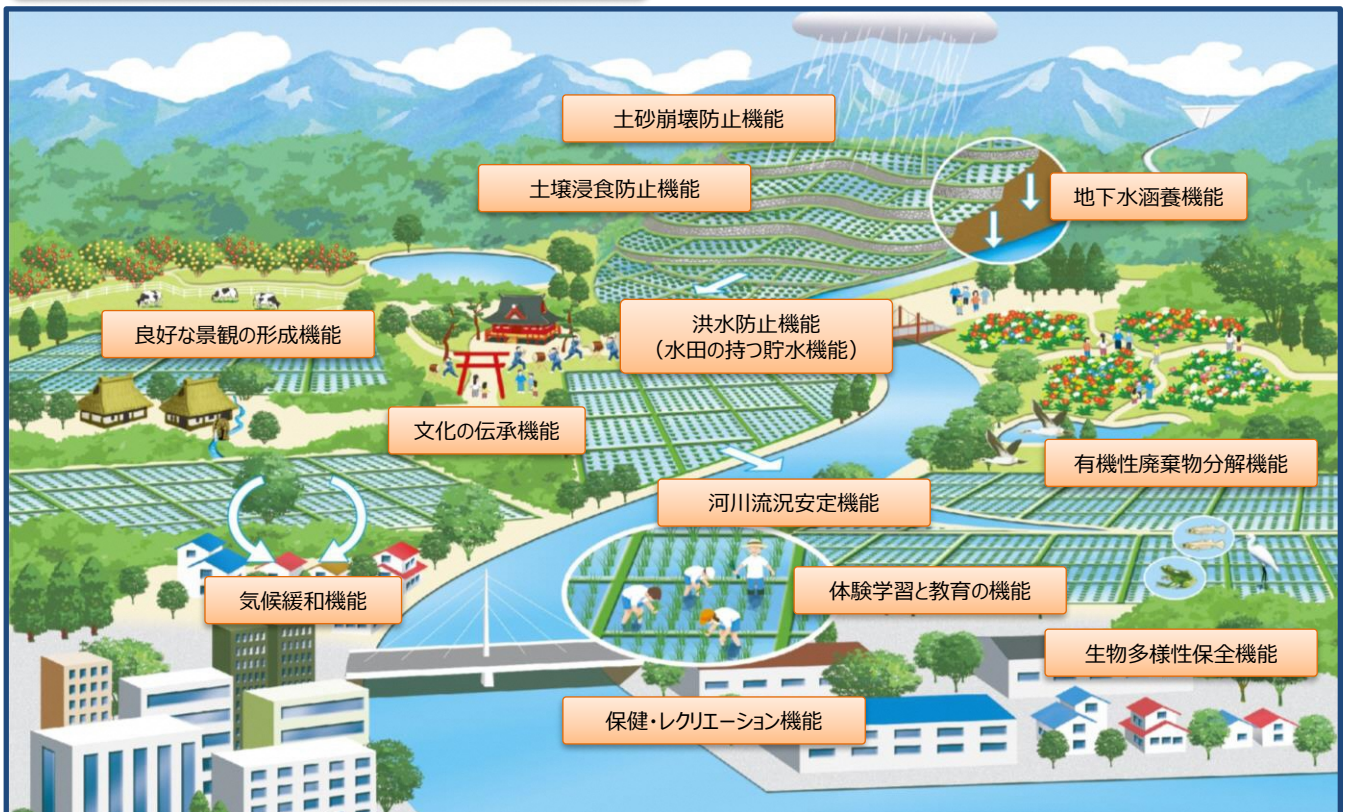 土砂崩壊防止機能
土壌浸食防止機能
地下水涵養機能
良好な景観の形成機能
洪水防止機能
（水田の持つ貯水機能）
文化の伝承機能
有機性廃棄物分解機能
河川流況安定機能
気候緩和機能
体験学習と教育の機能
生物多様性保全機能
保健・レクリエーション機能